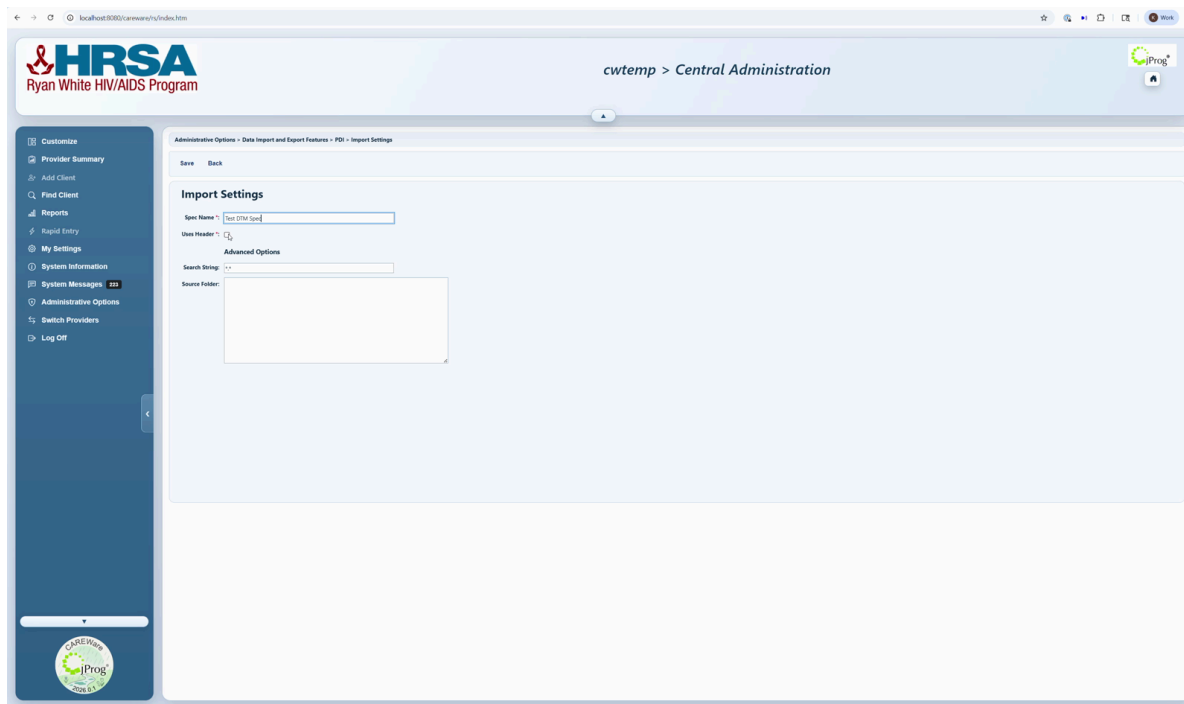 localhost:8080/careware/rs/index.htm
Work
HRSA
Ryan White HIV/AIDS Program
cwtemp > Central Administration
jProg®
Customize
Provider Summary
Add Client
Find Client
Reports
Rapid Entry
My Settings
System Information
System Messages 223
Administrative Options
Switch Providers
Log Off
Administrative Options > Data Import and Export Features > PDI > Import Settings
Save Back
Import Settings
Spec Name *: Test DTM Spec
Uses Header *:
Advanced Options
Search String: *.*
Source Folder:
CAREWare
jProg®
2026.0.1